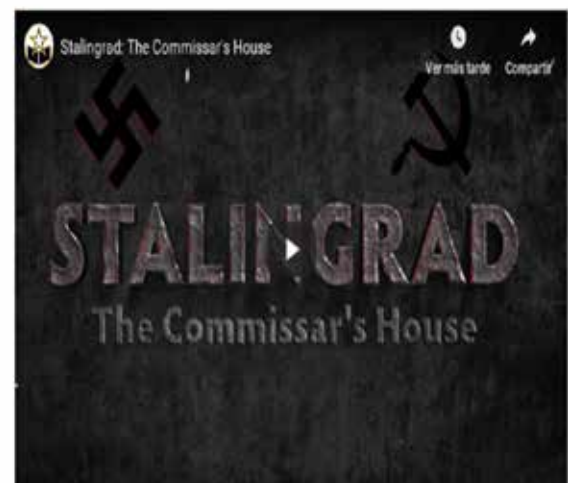 Stalingrad: The Commissar's House
Ver más tarde
Compartir
STALINGRAD
The Commissar's House